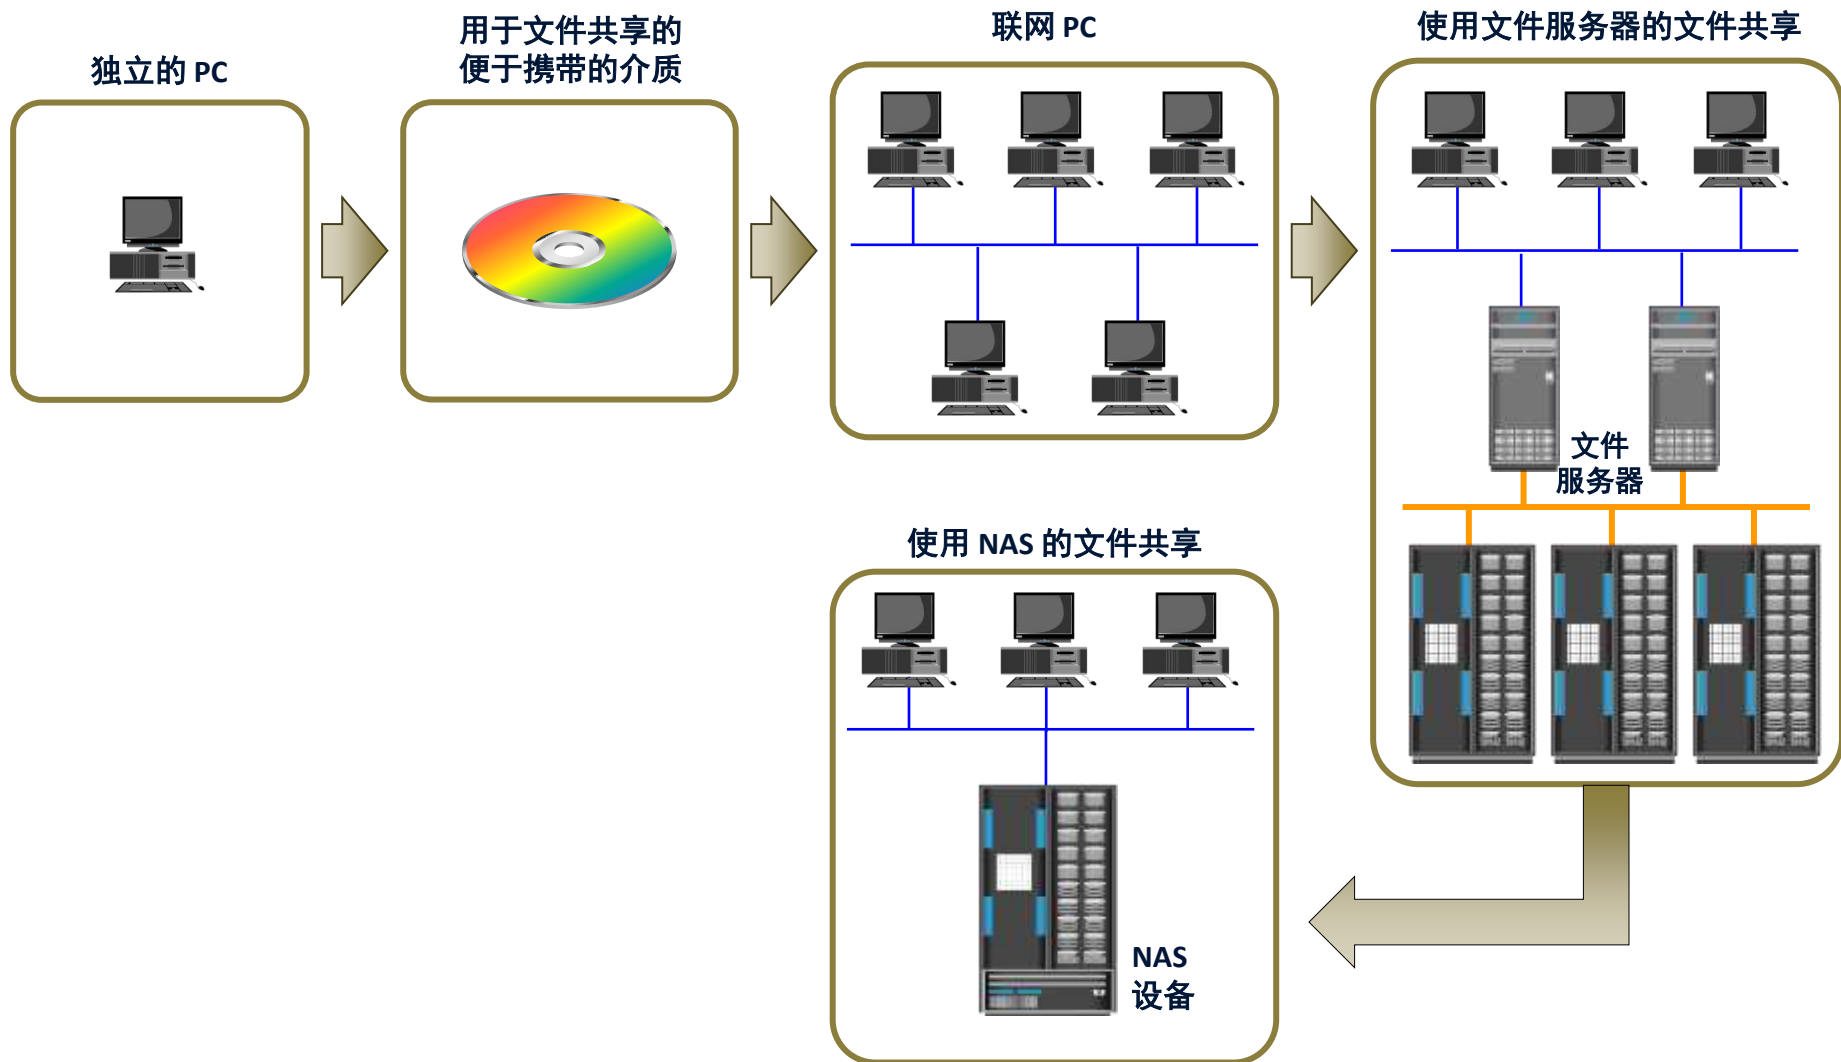 独立的 PC
用于文件共享的
便于携带的介质
联网 PC
使用文件服务器的文件共享
文件
服务器
使用 NAS 的文件共享
NAS
设备